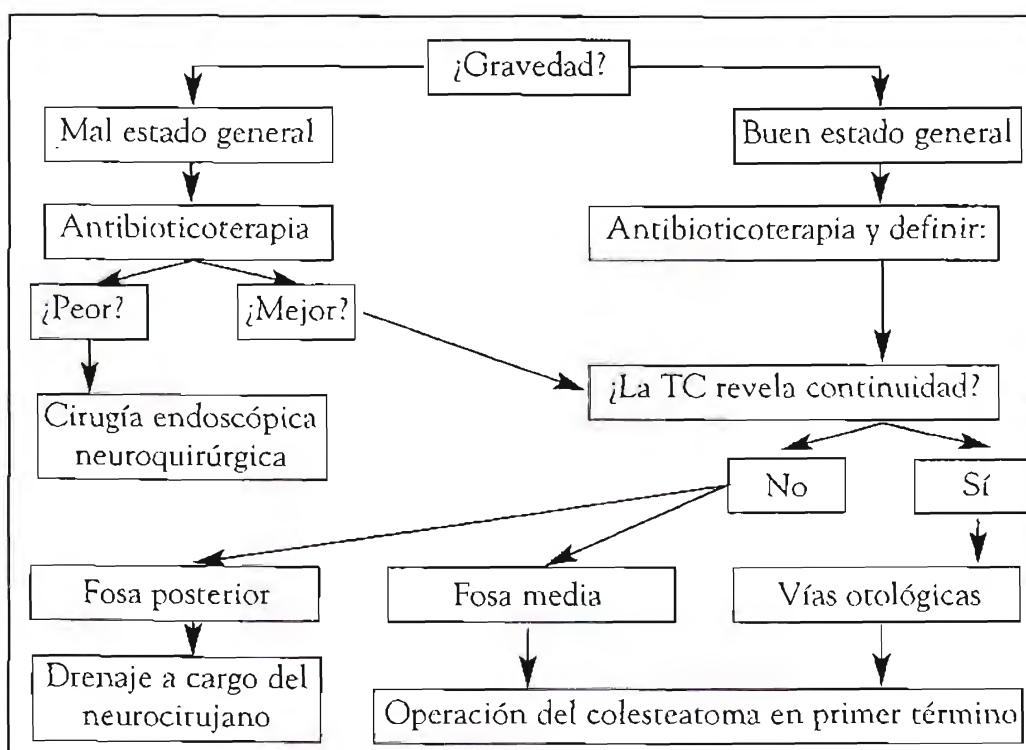 ¿Gravedad?
Mal estado general
Buen estado general
Antibioticoterapia
Antibioticoterapia y definir:
¿Peor?
¿Mejor?
¿La TC revela continuidad?
Cirugía endoscópica
neuroquirúrgica
No
Sí
Fosa posterior
Fosa media
Vías otológicas
Drenaje a cargo del
neurocirujano
Operación del colesteatoma en primer término